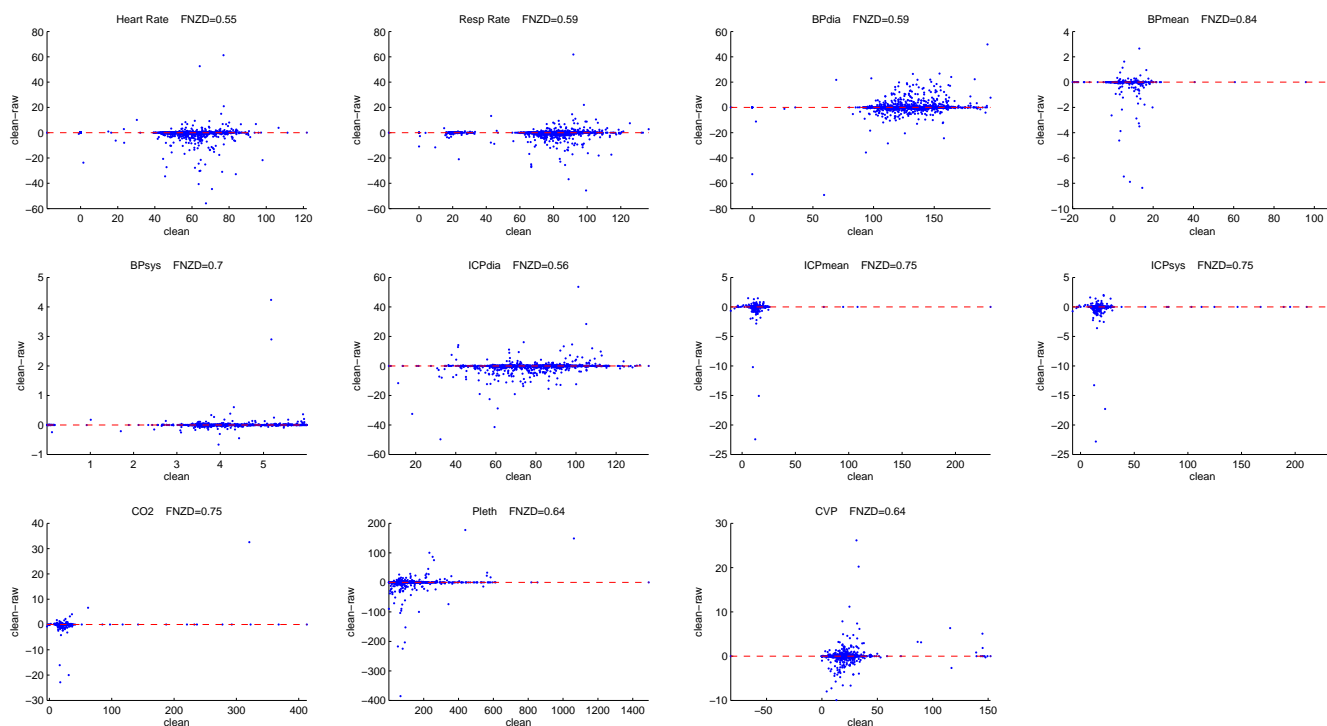 Heart Rate FNZD=0.55
80
60
40
20
0
−20
−40
−60
0 20 40 60 80 100 120
clean
clean−raw
Resp Rate FNZD=0.59
80
60
40
20
0
−20
−40
−60
0 20 40 60 80 100 120
clean
clean−raw
BPdia FNZD=0.59
60
40
20
0
−20
−40
−60
−80
0 50 100 150
clean
clean−raw
BPmean FNZD=0.84
4
2
0
−2
−4
−6
−8
−10
−20 0 20 40 60 80 100
clean
clean−raw
BPsys FNZD=0.7
5
4
3
2
1
0
−1
1 2 3 4 5
clean
clean−raw
ICPdia FNZD=0.56
60
40
20
0
−20
−40
−60
20 40 60 80 100 120
clean
clean−raw
ICPmean FNZD=0.75
5
0
−5
−10
−15
−20
−25
0 50 100 150 200
clean
clean−raw
ICPsys FNZD=0.75
5
0
−5
−10
−15
−20
−25
0 50 100 150 200
clean
clean−raw
CO2 FNZD=0.75
40
30
20
10
0
−10
−20
−30
0 100 200 300 400
clean
clean−raw
Pleth FNZD=0.64
200
100
0
−100
−200
−300
−400
200 400 600 800 1000 1200 1400
clean
clean−raw
CVP FNZD=0.64
30
20
10
0
−10
−50 0 50 100 150
clean
clean−raw